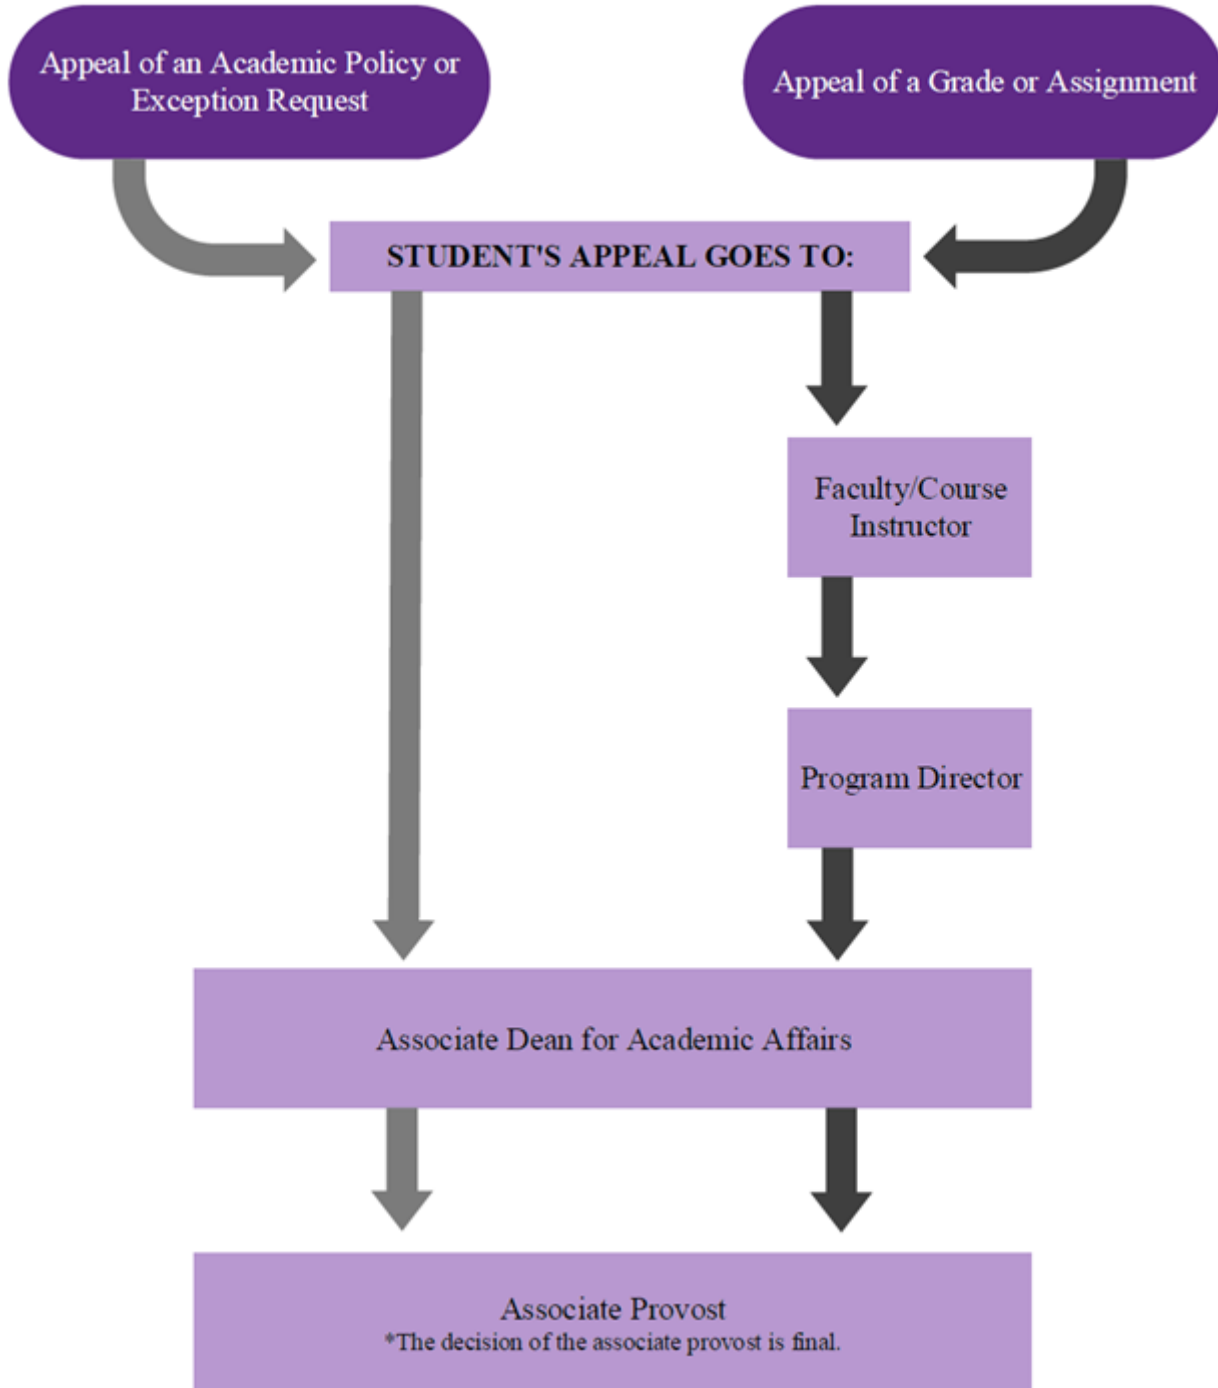 Appeal of an Academic Policy or
Exception Request
Appeal of a Grade or Assignment
STUDENT'S APPEAL GOES TO:
Faculty/Course
Instructor
Program Director
Associate Dean for Academic Affairs
Associate Provost
*The decision of the associate provost is final.